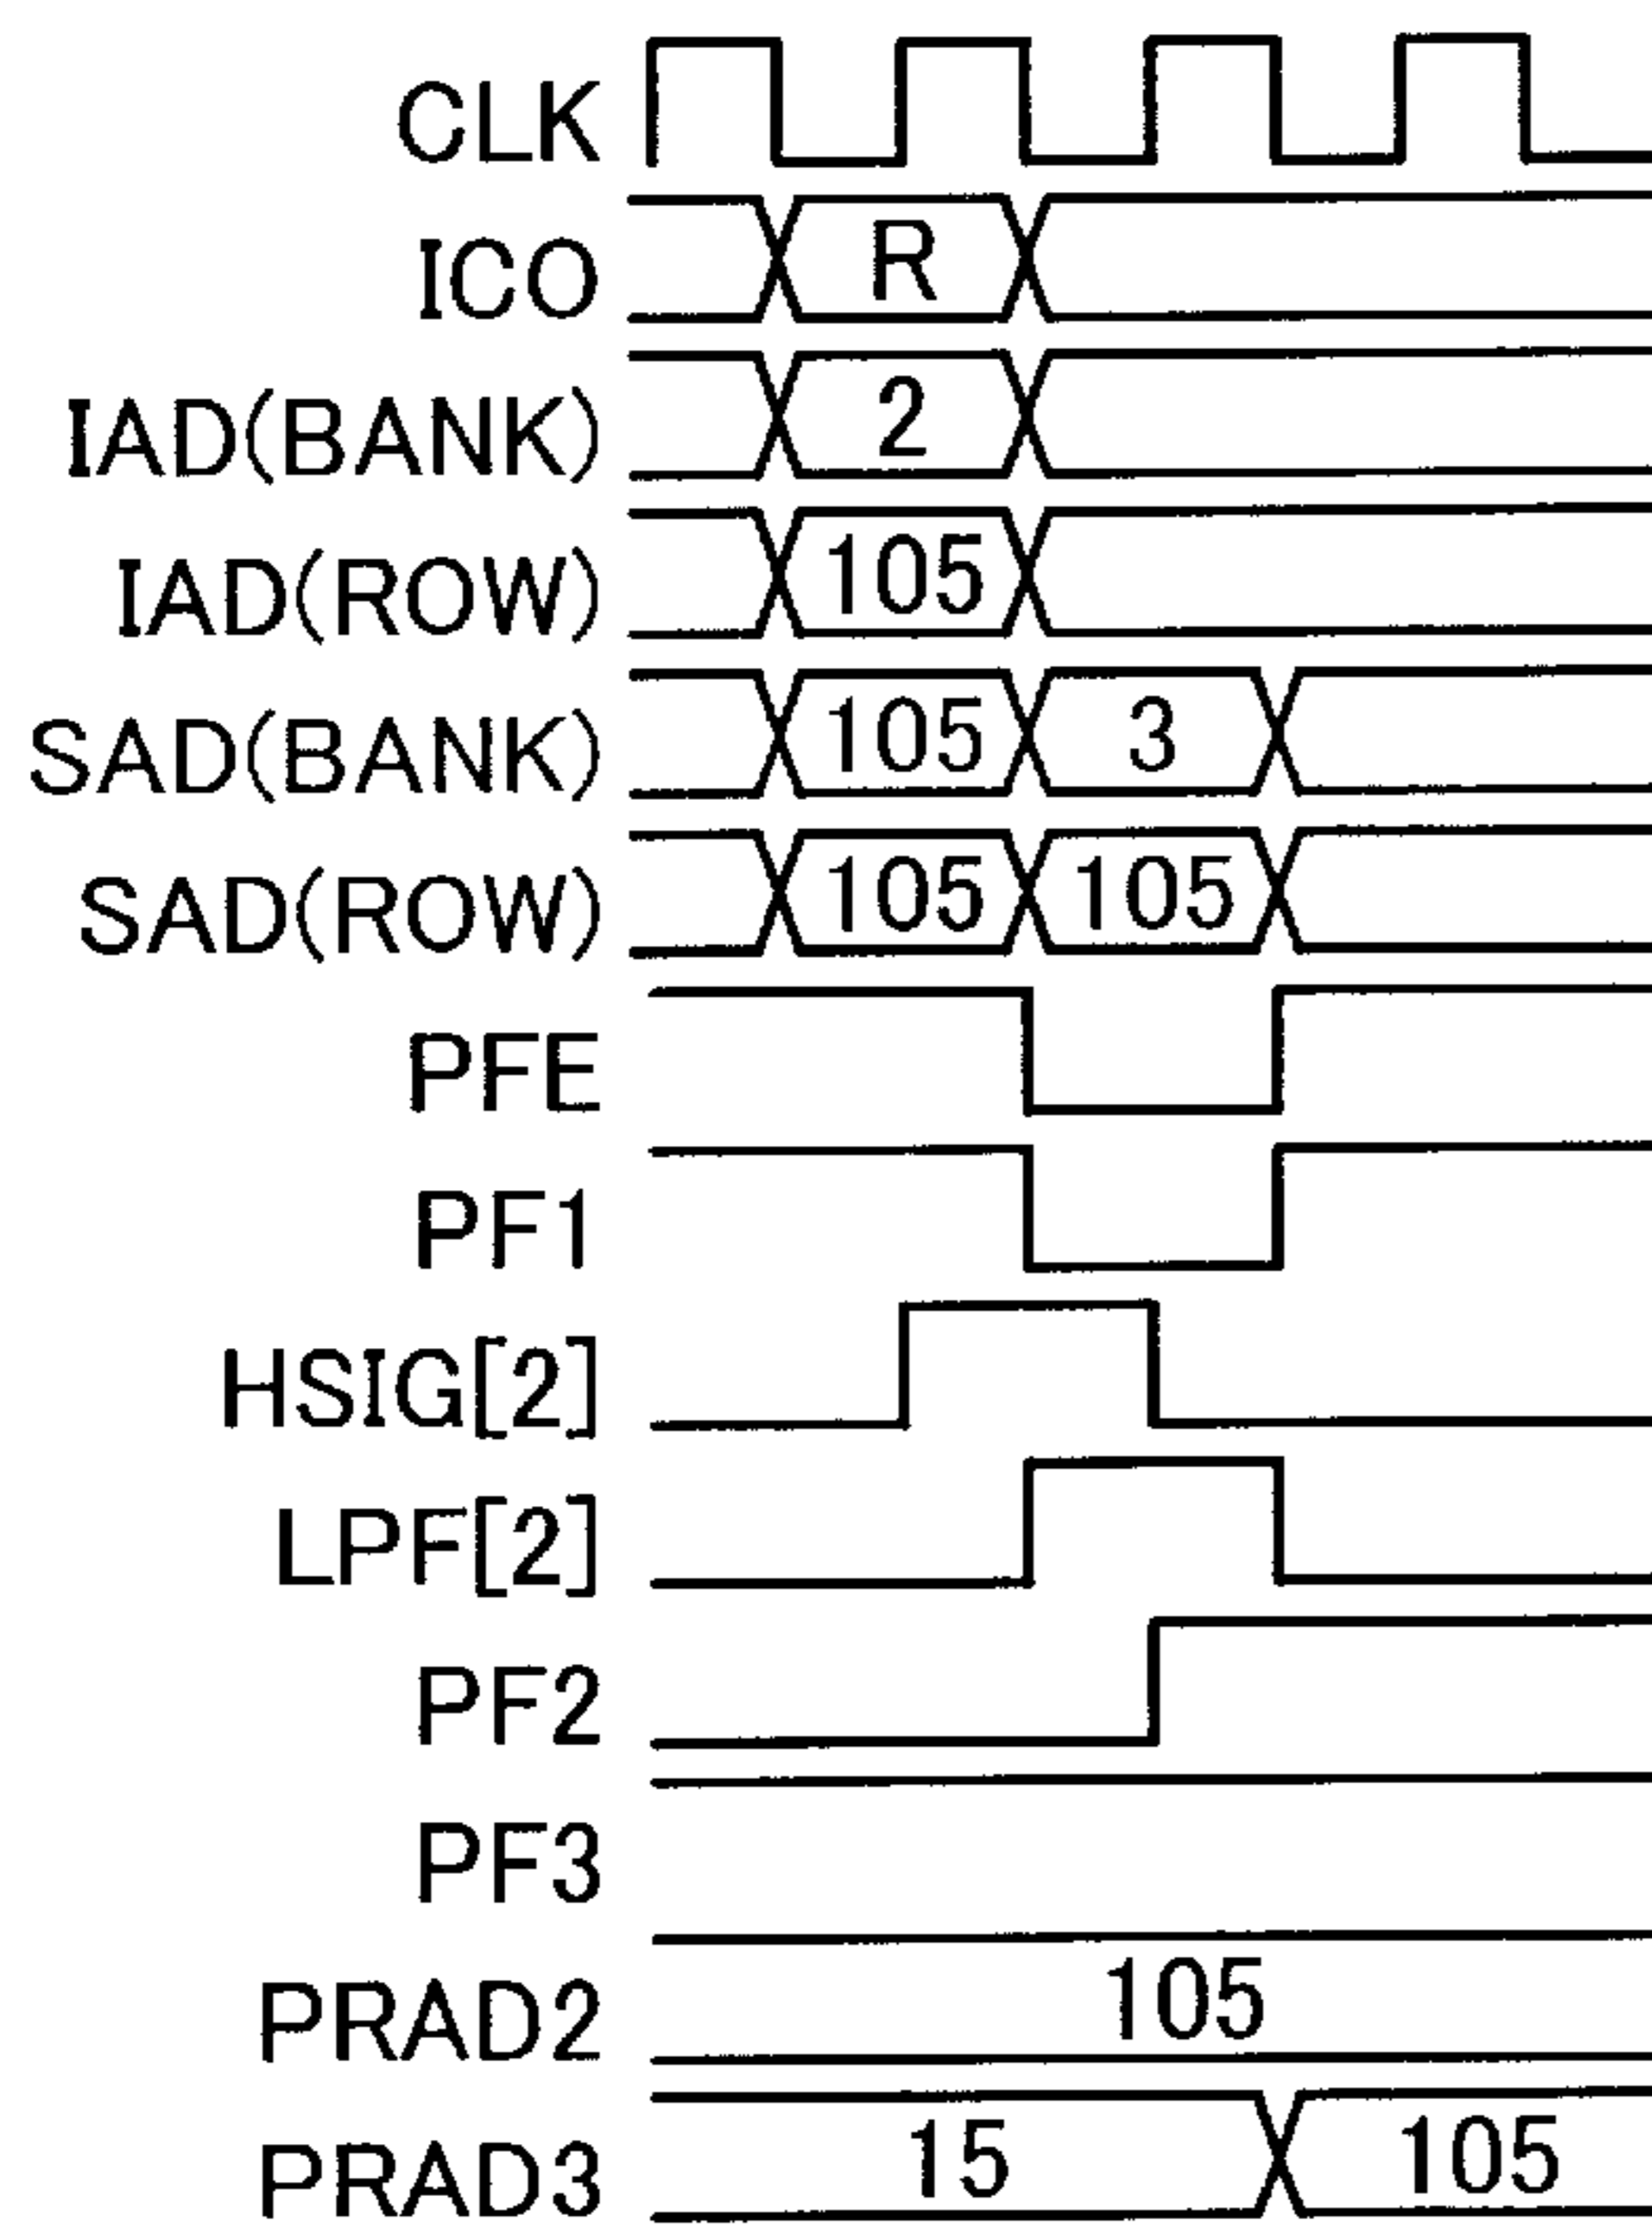 CLK
ICO R
IAD(BANK) 2
IAD(ROW) 105
SAD(BANK) 105 3
SAD(ROW) 105 105
PFE
PF1
HSIG[2]
LPF[2]
PF2
PF3
PRAD2 105
PRAD3 15 105